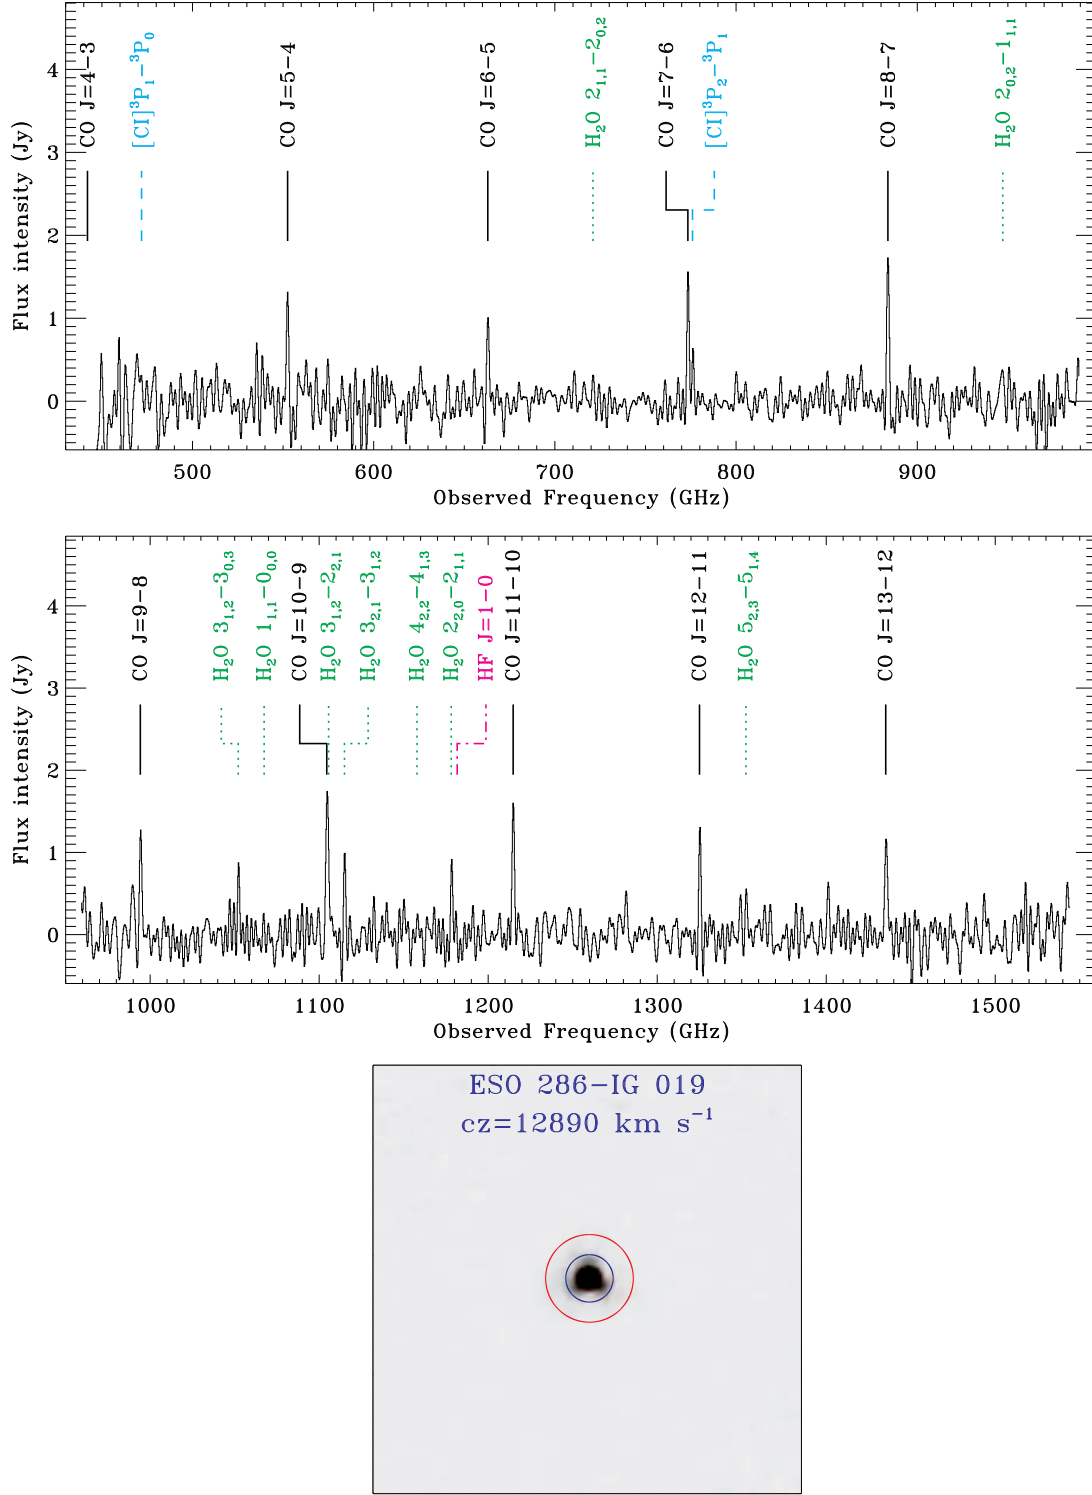 CO J=4−3
[CI]³P₁−³P₀
CO J=5−4
CO J=6−5
H₂O 2₁,₁−2₀,₂
CO J=7−6
[CI]³P₂−³P₁
CO J=8−7
H₂O 2₀,₂−1₁,₁
Flux intensity (Jy)
4
3
2
1
0
500 600 700 800 900
Observed Frequency (GHz)
CO J=9−8
H₂O 3₁,₂−3₀,₃
H₂O 1₁,₁−0₀,₀
CO J=10−9
H₂O 3₁,₂−2₂,₁
H₂O 3₂,₁−3₁,₂
H₂O 4₂,₂−4₁,₃
H₂O 2₂,₀−2₁,₁
HF J=1−0
CO J=11−10
CO J=12−11
H₂O 5₂,₃−5₁,₄
CO J=13−12
Flux intensity (Jy)
4
3
2
1
0
1000 1100 1200 1300 1400 1500
Observed Frequency (GHz)
ESO 286−IG 019
cz=12890 km s⁻¹